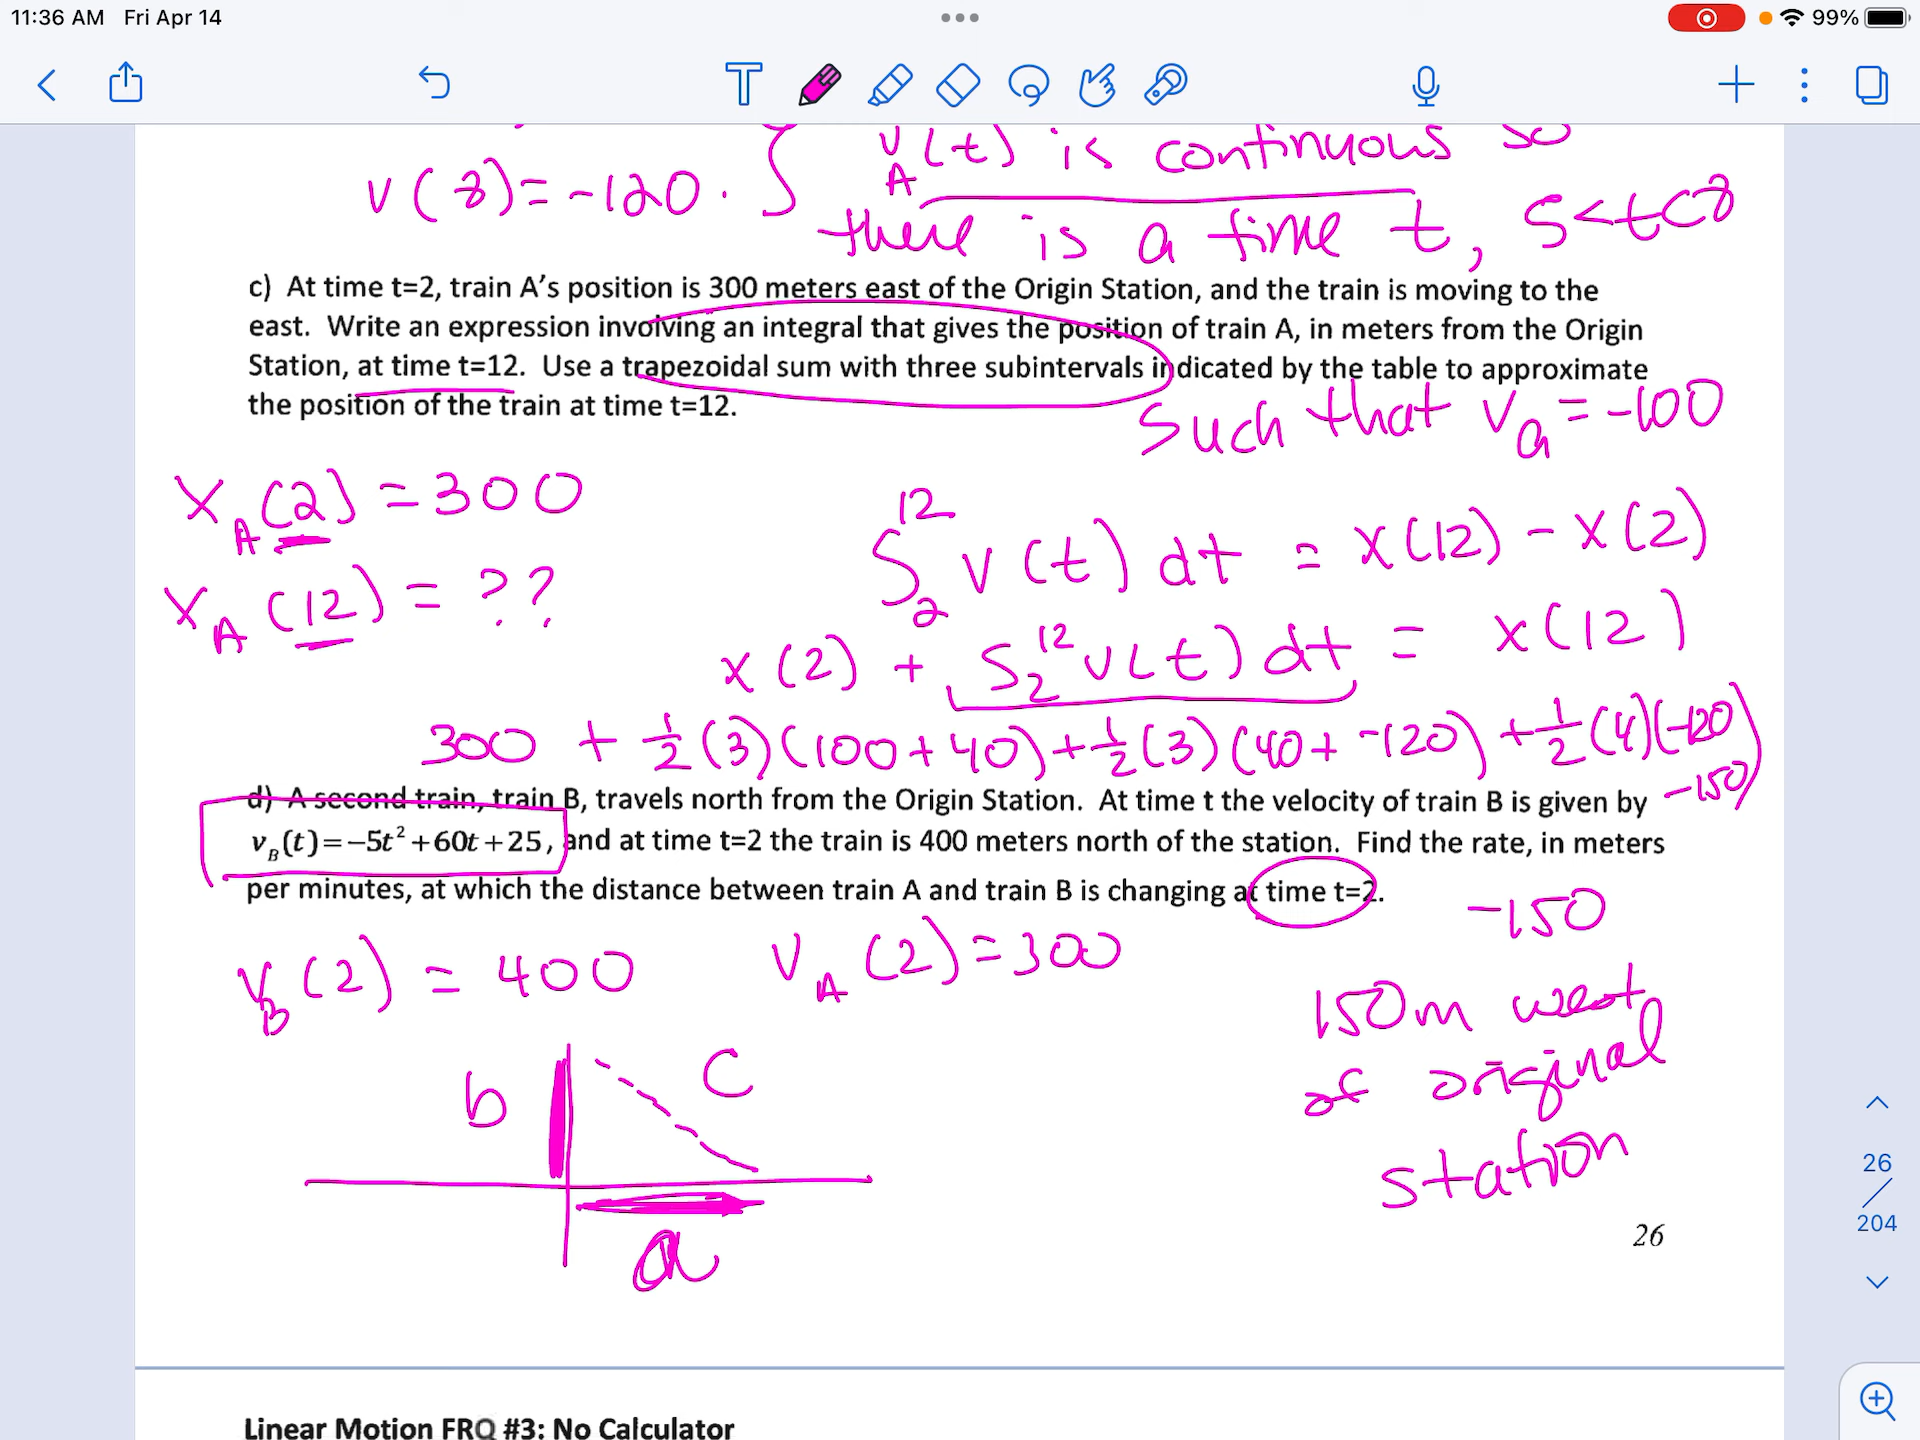 11:36 AM Fri Apr 14
99%
T
v(8)=-120.
v(t) is continuous so
A
there is a time t, 5<t<8
c) At time t=2, train A's position is 300 meters east of the Origin Station, and the train is moving to the
east. Write an expression involving an integral that gives the position of train A, in meters from the Origin
Station, at time t=12. Use a trapezoidal sum with three subintervals indicated by the table to approximate
the position of the train at time t=12.
such that v_a = -100
x_A(2) = 300
x_A(12) = ??
∫_2^12 v(t) dt = x(12) - x(2)
x(2) + ∫_2^12 v(t) dt = x(12)
300 + 1/2(3)(100+40)+1/2(3)(40+-120)+1/2(4)(-120
-150)
d) A second train, train B, travels north from the Origin Station. At time t the velocity of train B is given by
v_B(t)=−5t²+60t+25, and at time t=2 the train is 400 meters north of the station. Find the rate, in meters
per minutes, at which the distance between train A and train B is changing at time t=2.
-150
v_B(2) = 400
v_A(2)=300
150m west
of original
station
b
c
a
26
26
/
204
Linear Motion FRQ #3: No Calculator